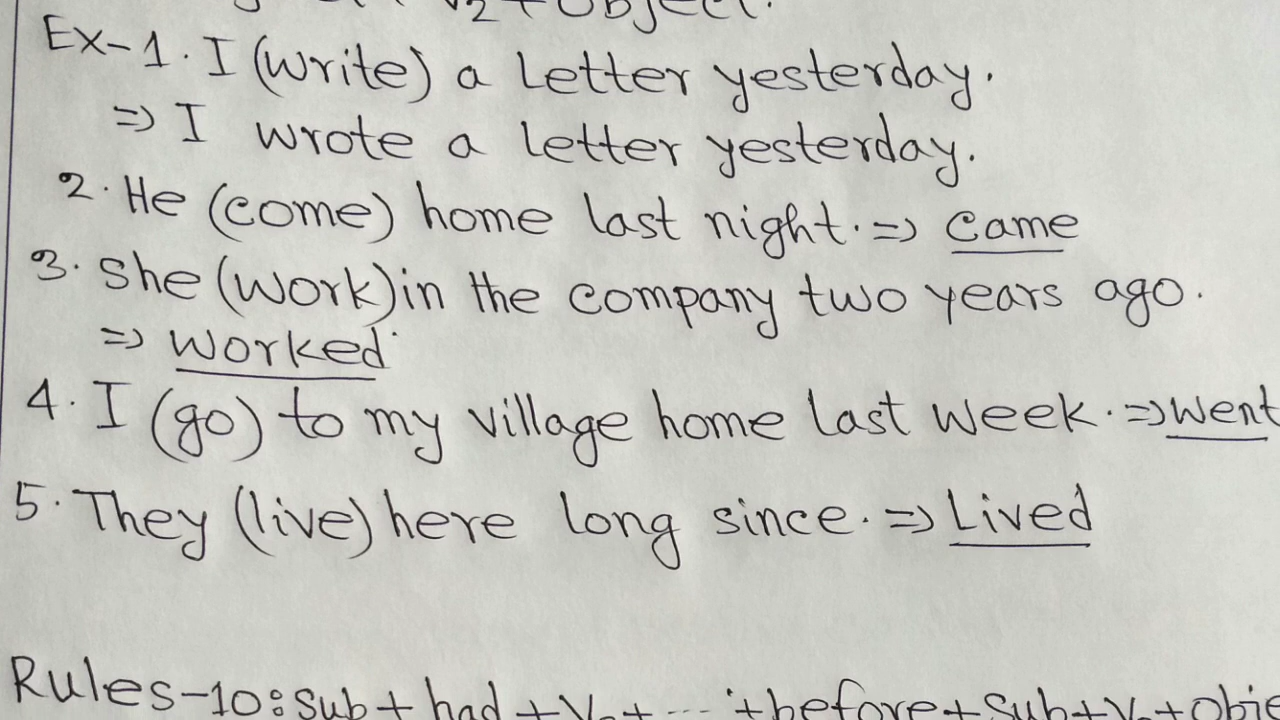 V2 + Object.
Ex-1. I (write) a letter yesterday.
=> I wrote a letter yesterday.
2. He (come) home last night. => came
3. She (work) in the company two years ago.
=> worked
4. I (go) to my village home last week. => went
5. They (live) here long since. => Lived
Rules-10: Sub + had + V + ... + before + Sub + V + Obje